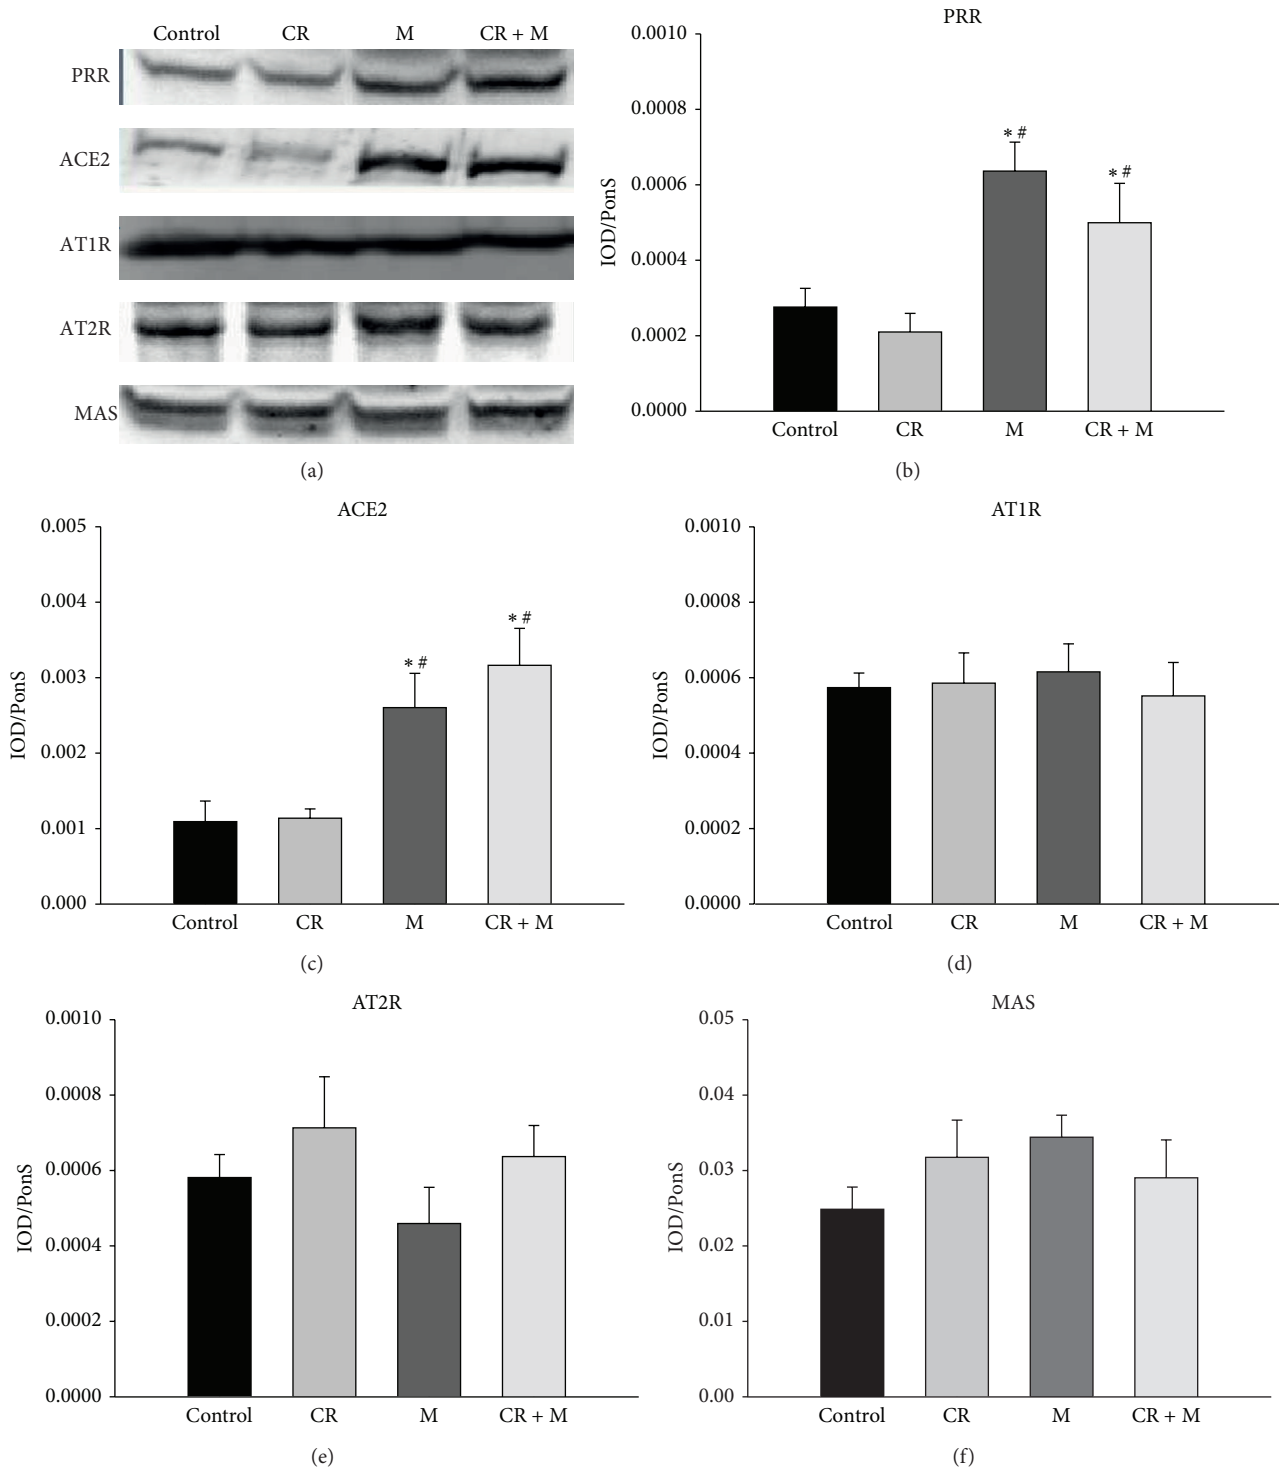 Control CR M CR + M
PRR
ACE2
AT1R
AT2R
MAS
(a)
PRR
0.0010
0.0008
0.0006
0.0004
0.0002
0.0000
IOD/PonS
* #
* #
Control CR M CR + M
(b)
ACE2
0.005
0.004
0.003
0.002
0.001
0.000
IOD/PonS
* #
* #
Control CR M CR + M
(c)
AT1R
0.0010
0.0008
0.0006
0.0004
0.0002
0.0000
IOD/PonS
Control CR M CR + M
(d)
AT2R
0.0010
0.0008
0.0006
0.0004
0.0002
0.0000
IOD/PonS
Control CR M CR + M
(e)
MAS
0.05
0.04
0.03
0.02
0.01
0.00
IOD/PonS
Control CR M CR + M
(f)